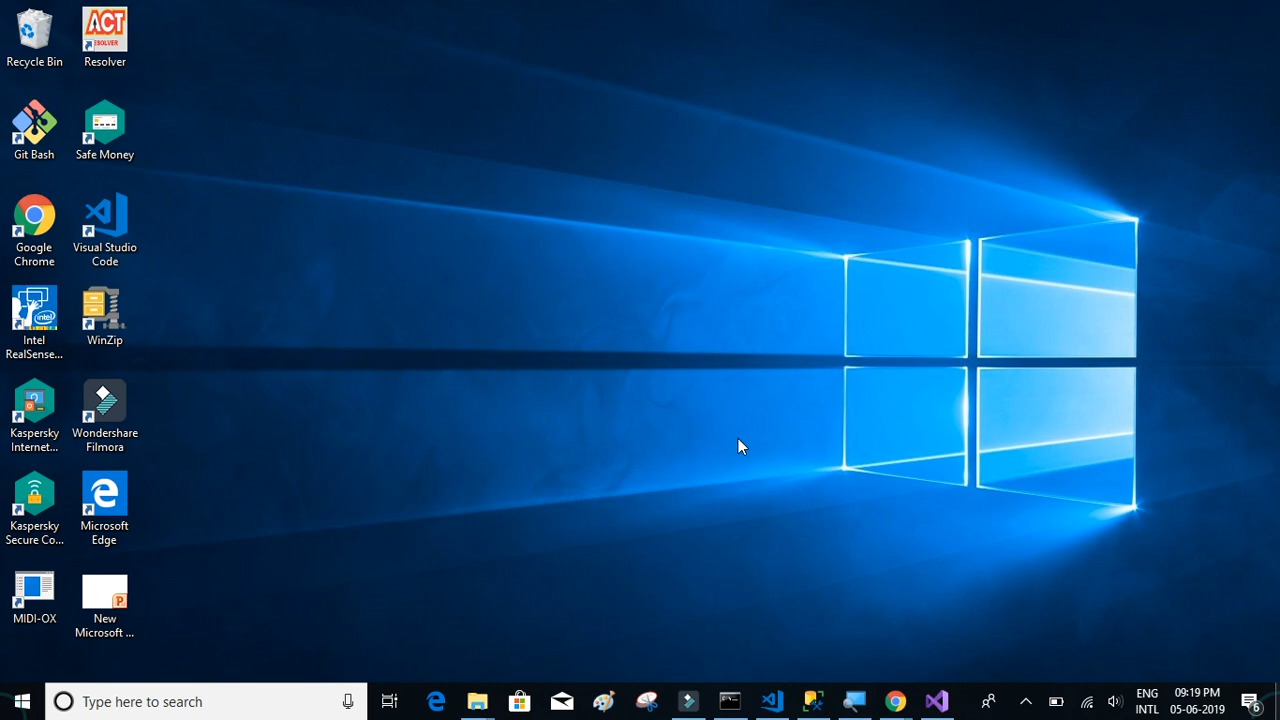 Recycle Bin
ACT
RESOLVER
Resolver
Git Bash
Safe Money
Google
Chrome
Visual Studio
Code
intel
Intel
RealSense...
WinZip
Kaspersky
Internet...
Wondershare
Filmora
Kaspersky
Secure Co...
Microsoft
Edge
MIDI-OX
P
New
Microsoft ...
Type here to search
ENG
INTL
09:19 PM
05-06-2019
6